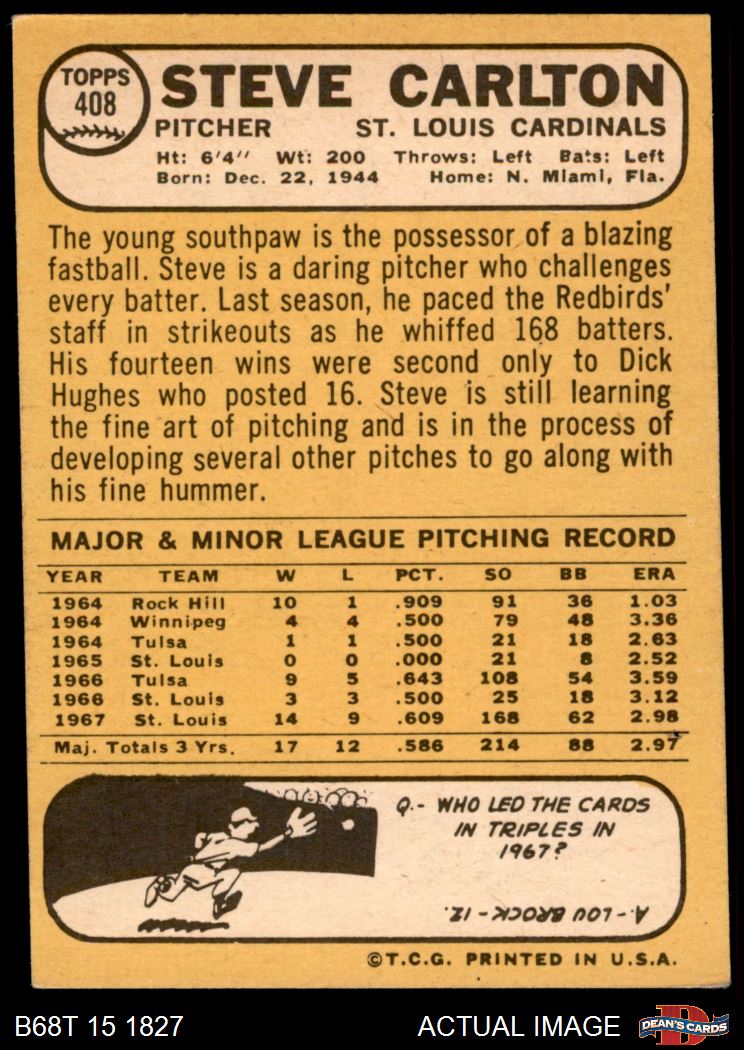 TOPPS
408
STEVE CARLTON
PITCHER ST. LOUIS CARDINALS
Ht: 6'4" Wt: 200 Throws: Left Bats: Left
Born: Dec. 22, 1944 Home: N. Miami, Fla.
The young southpaw is the possessor of a blazing
fastball. Steve is a daring pitcher who challenges
every batter. Last season, he paced the Redbirds'
staff in strikeouts as he whiffed 168 batters.
His fourteen wins were second only to Dick
Hughes who posted 16. Steve is still learning
the fine art of pitching and is in the process of
developing several other pitches to go along with
his fine hummer.
MAJOR & MINOR LEAGUE PITCHING RECORD
YEAR TEAM W L PCT. SO BB ERA
1964 Rock Hill 10 1 .909 91 36 1.03
1964 Winnipeg 4 4 .500 79 48 3.36
1964 Tulsa 1 1 .500 21 18 2.63
1965 St. Louis 0 0 .000 21 8 2.52
1966 Tulsa 9 5 .643 108 54 3.59
1966 St. Louis 3 3 .500 25 18 3.12
1967 St. Louis 14 9 .609 168 62 2.98
Maj. Totals 3 Yrs. 17 12 .586 214 88 2.97
Q.- WHO LED THE CARDS
IN TRIPLES IN
1967?
A.- LOU BROCK - 12.
©T.C.G. PRINTED IN U.S.A.
B68T 15 1827 ACTUAL IMAGE
DEAN'S CARDS